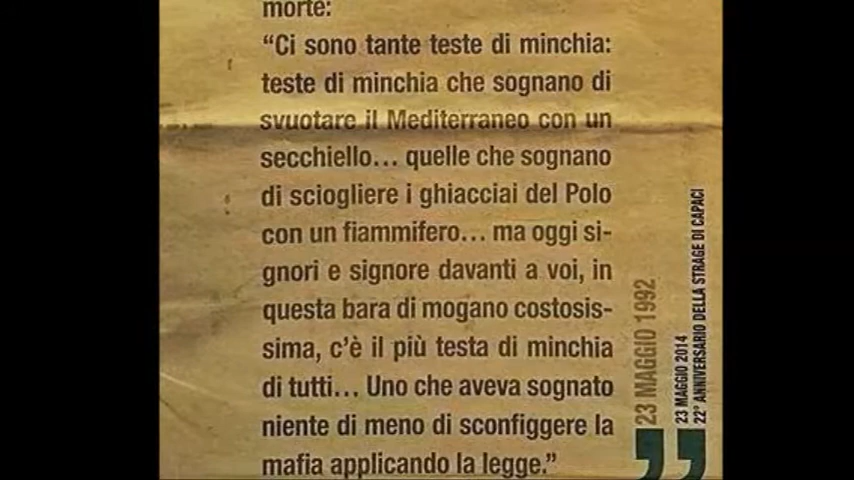 morte:
“Ci sono tante teste di minchia:
teste di minchia che sognano di
svuotare il Mediterraneo con un
secchiello... quelle che sognano
di sciogliere i ghiacciai del Polo
con un fiammifero... ma oggi si-
gnori e signore davanti a voi, in
questa bara di mogano costosis-
sima, c’è il più testa di minchia
di tutti... Uno che aveva sognato
niente di meno di sconfiggere la
mafia applicando la legge.”
23 MAGGIO 1992
23 MAGGIO 2014
22° ANNIVERSARIO DELLA STRAGE DI CAPACI